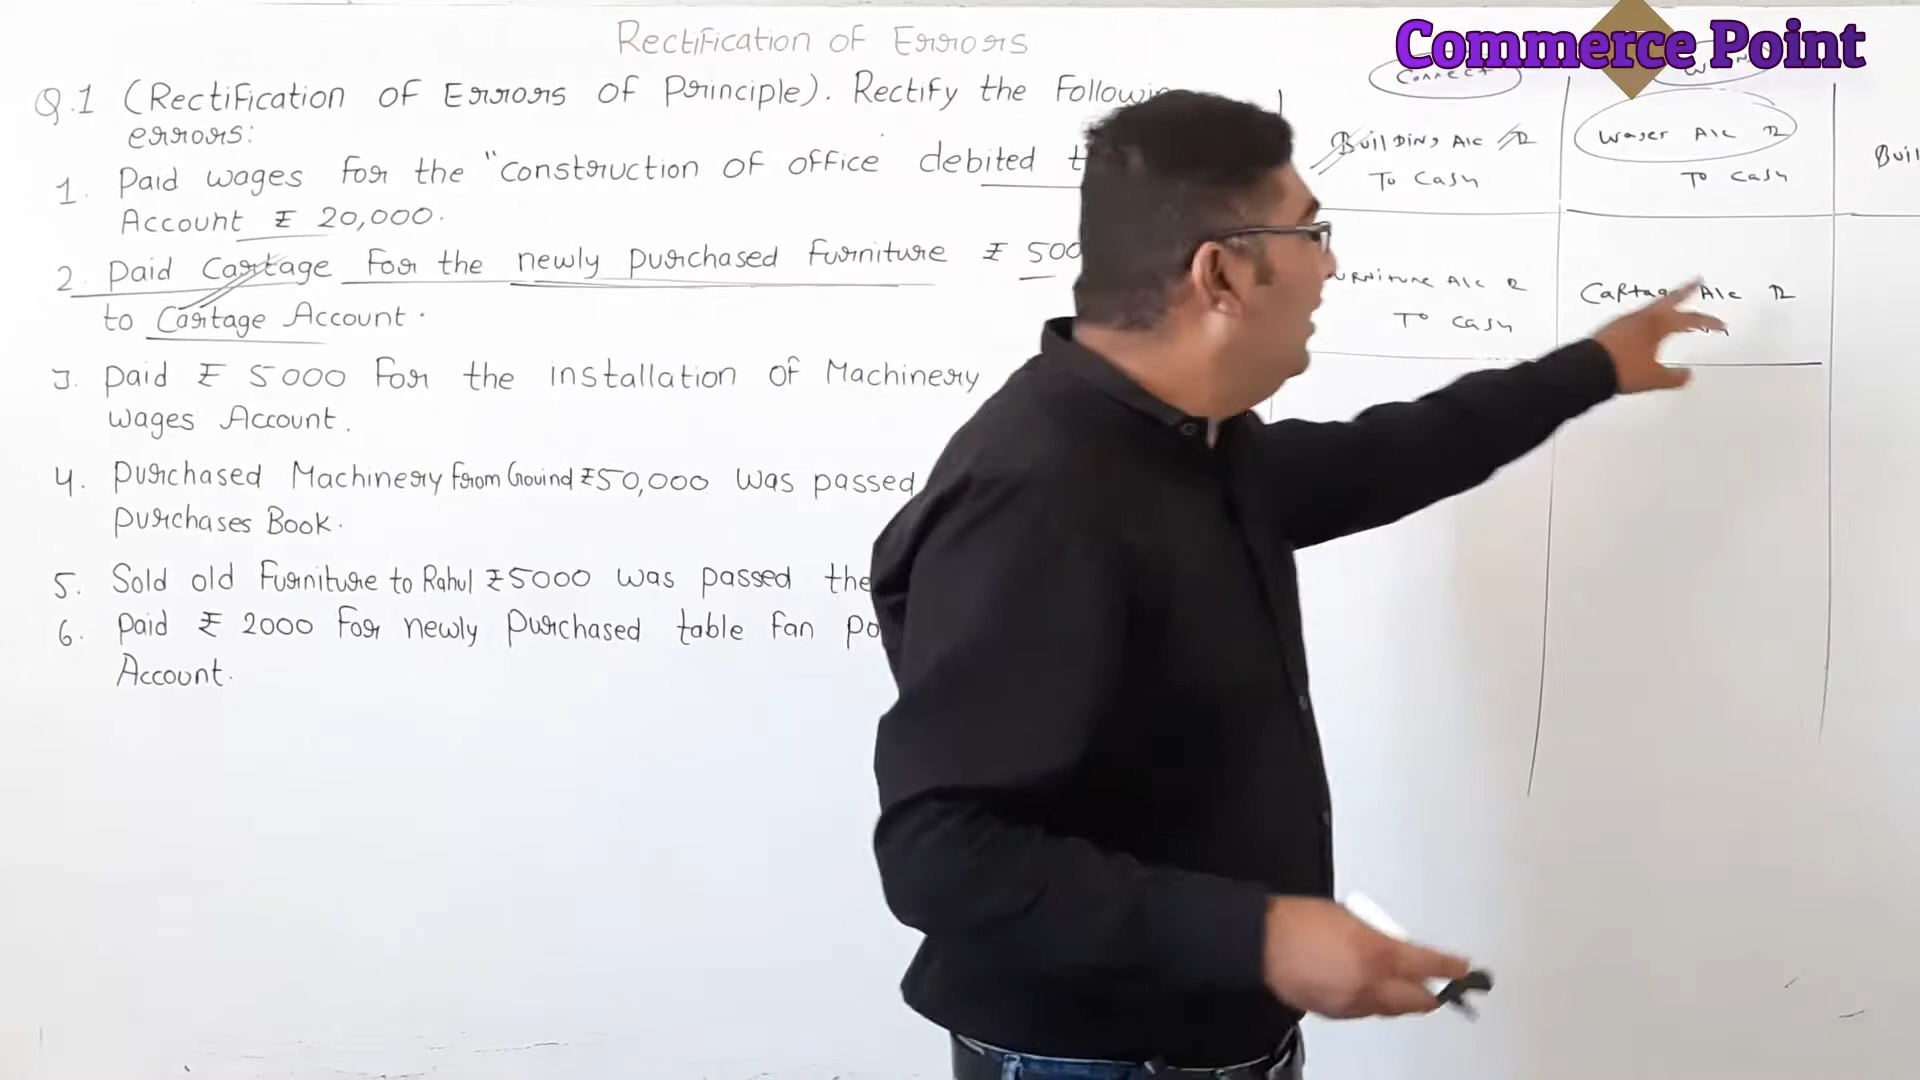 Rectification of Errors
Commerce Point
Q.1 (Rectification of Errors of Principle). Rectify the Following
errors:
1. Paid wages for the "construction of office debited
Account ₹ 20,000.
2. Paid Cartage for the newly purchased Furniture ₹ 500
to Cartage Account.
3. Paid ₹ 5000 For the installation of Machinery
wages Account.
4. Purchased Machinery From Govind ₹50,000 was passed
purchases Book.
5. Sold old Furniture to Rahul ₹5000 was passed the
6. Paid ₹ 2000 For newly purchased table fan
Account.
Correct
Building A/c Dr
To Cash
Wages A/c Dr
To Cash
Furniture A/c Dr
To Cash
Cartage A/c Dr